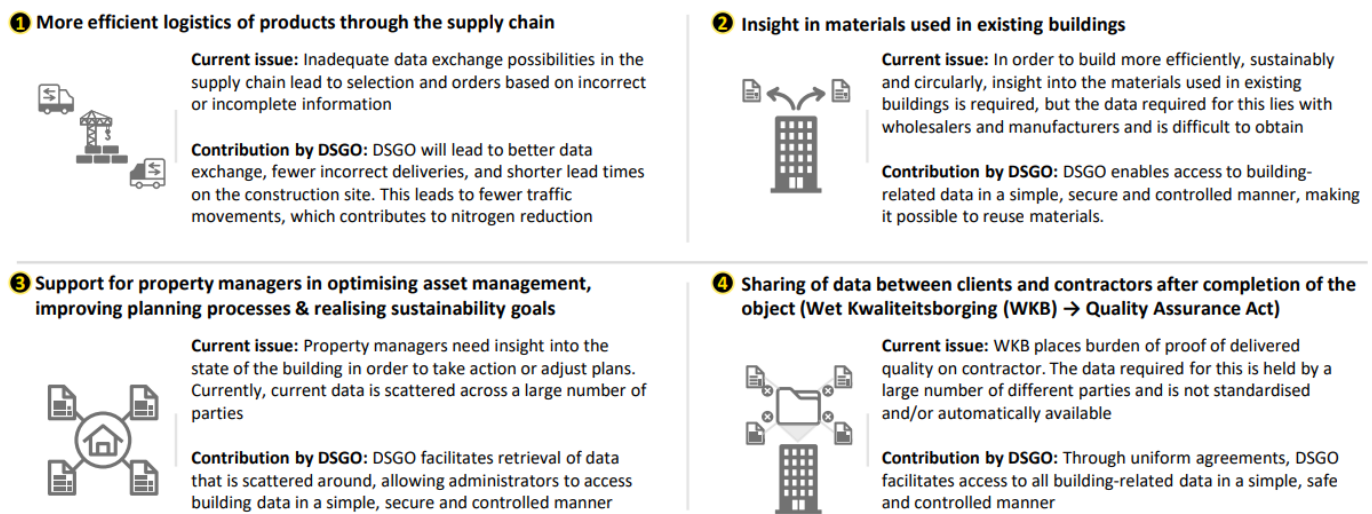 1 More efficient logistics of products through the supply chain
Current issue: Inadequate data exchange possibilities in the
supply chain lead to selection and orders based on incorrect
or incomplete information
Contribution by DSGO: DSGO will lead to better data
exchange, fewer incorrect deliveries, and shorter lead times
on the construction site. This leads to fewer traffic
movements, which contributes to nitrogen reduction
2 Insight in materials used in existing buildings
Current issue: In order to build more efficiently, sustainably
and circularly, insight into the materials used in existing
buildings is required, but the data required for this lies with
wholesalers and manufacturers and is difficult to obtain
Contribution by DSGO: DSGO enables access to building-
related data in a simple, secure and controlled manner, making
it possible to reuse materials.
3 Support for property managers in optimising asset management,
improving planning processes & realising sustainability goals
Current issue: Property managers need insight into the
state of the building in order to take action or adjust plans.
Currently, current data is scattered across a large number of
parties
Contribution by DSGO: DSGO facilitates retrieval of data
that is scattered around, allowing administrators to access
building data in a simple, secure and controlled manner
4 Sharing of data between clients and contractors after completion of the
object (Wet Kwaliteitsborging (WKB) → Quality Assurance Act)
Current issue: WKB places burden of proof of delivered
quality on contractor. The data required for this is held by a
large number of different parties and is not standardised
and/or automatically available
Contribution by DSGO: Through uniform agreements, DSGO
facilitates access to all building-related data in a simple, safe
and controlled manner